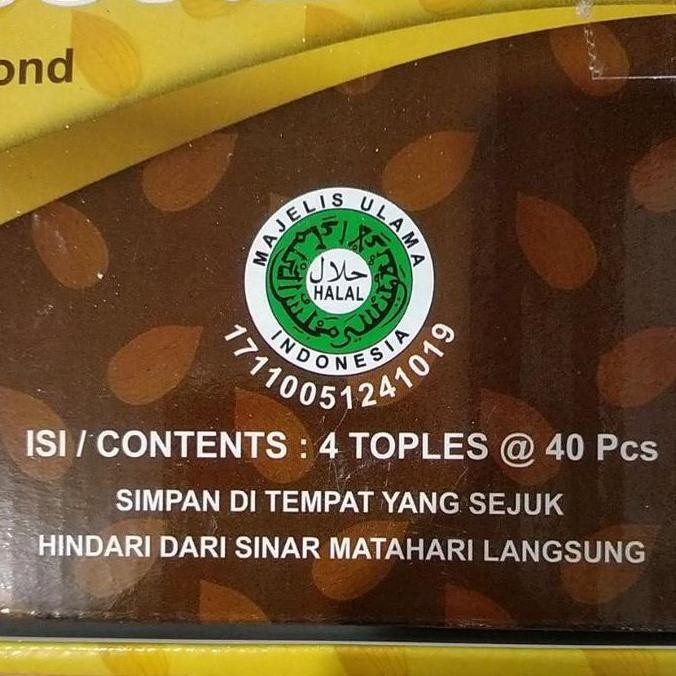 ond
MAJELIS ULAMA
حلال
HALAL
INDONESIA
17110051241019
ISI / CONTENTS : 4 TOPLES @ 40 Pcs
SIMPAN DI TEMPAT YANG SEJUK
HINDARI DARI SINAR MATAHARI LANGSUNG